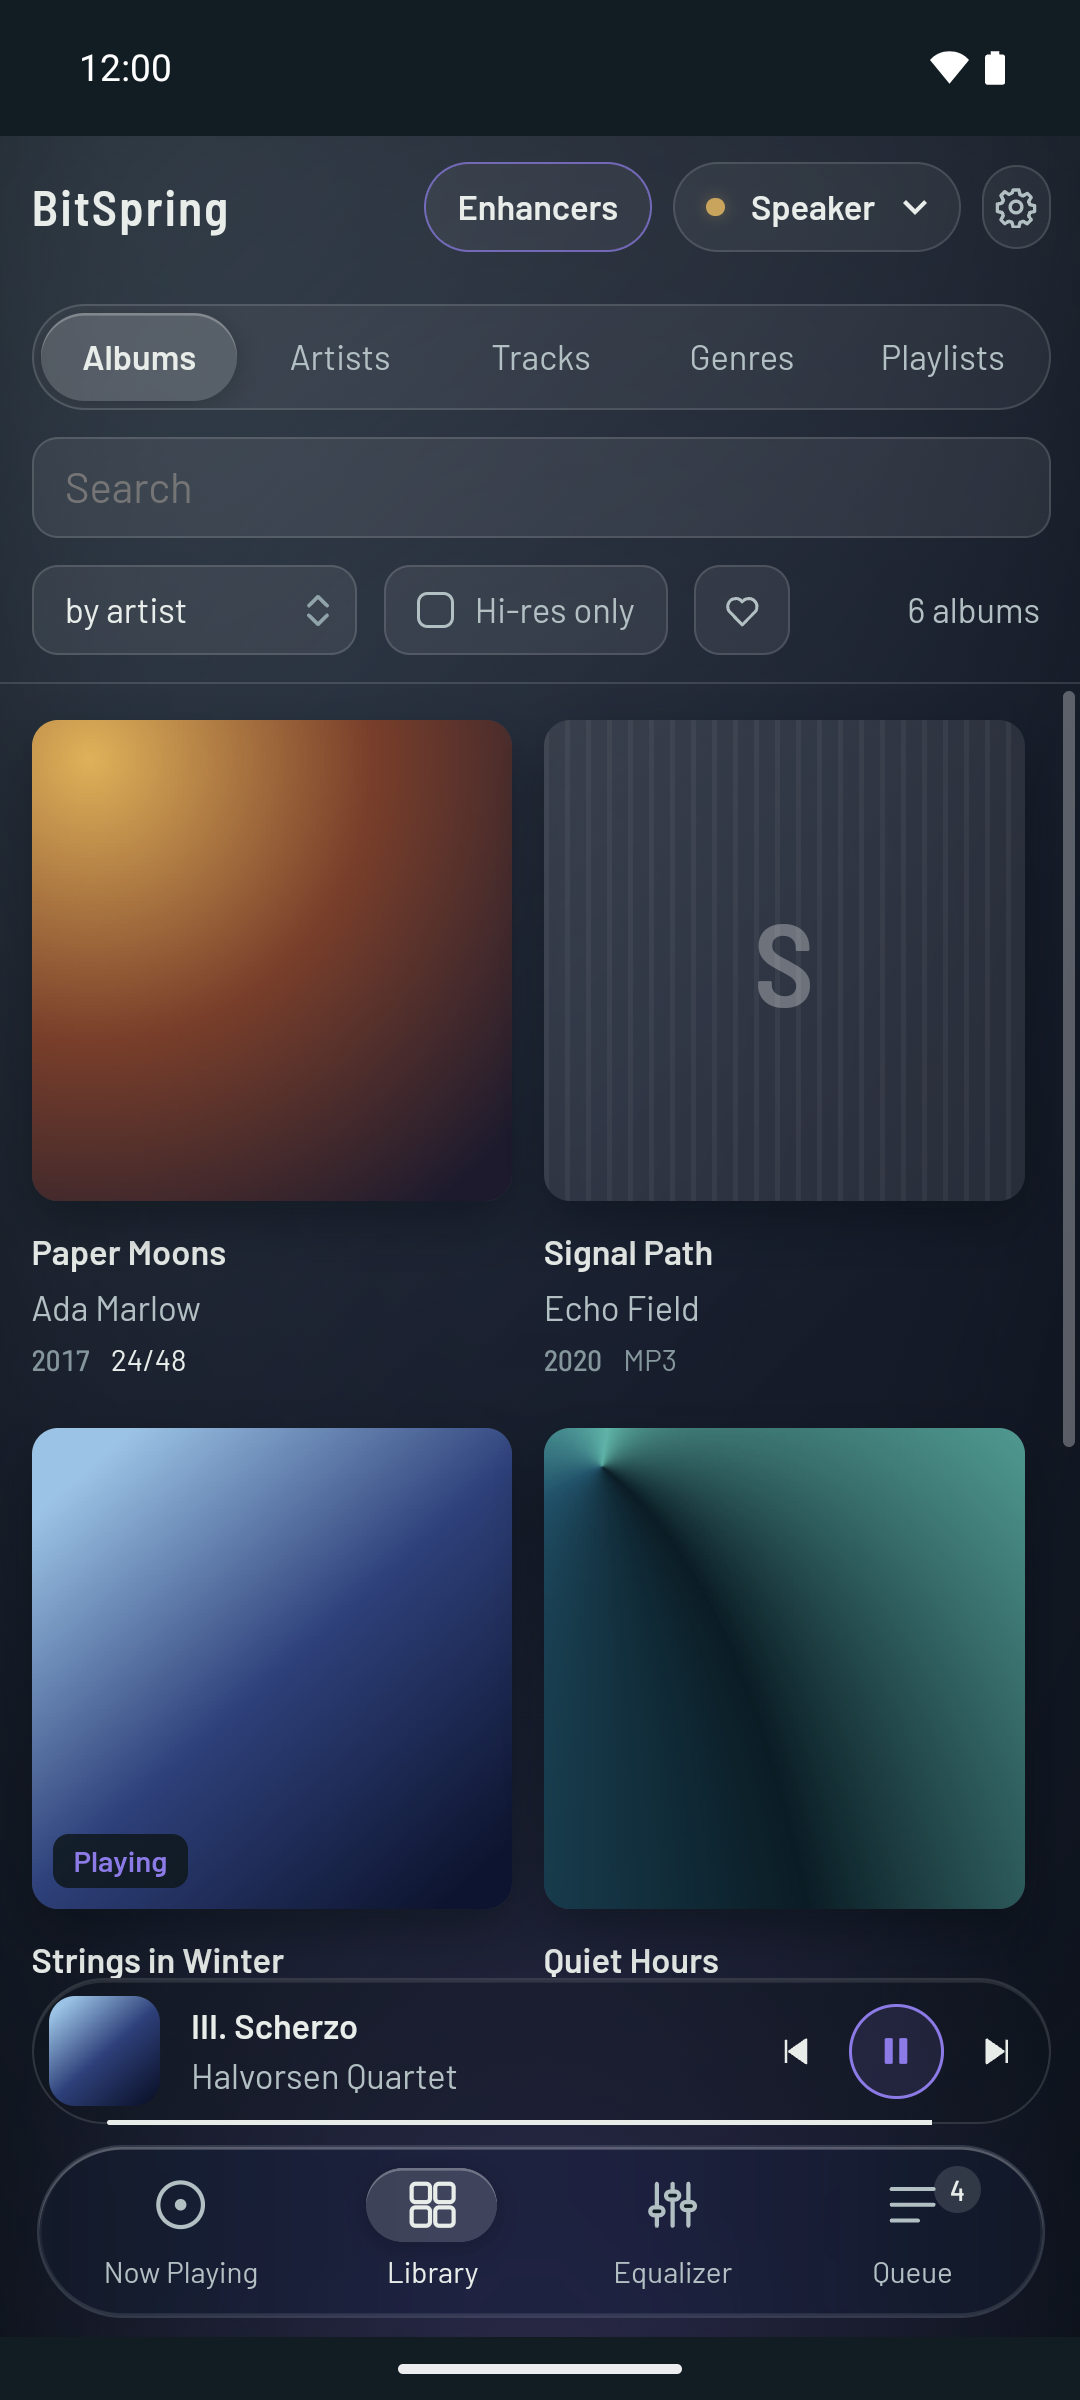 12:00
BitSpring
Enhancers
Speaker
Albums
Artists
Tracks
Genres
Playlists
Search
by artist
Hi-res only
6 albums
S
Paper Moons
Ada Marlow
2017 24/48
Signal Path
Echo Field
2020 MP3
Playing
Strings in Winter
Quiet Hours
III. Scherzo
Halvorsen Quartet
Now Playing
Library
Equalizer
4
Queue